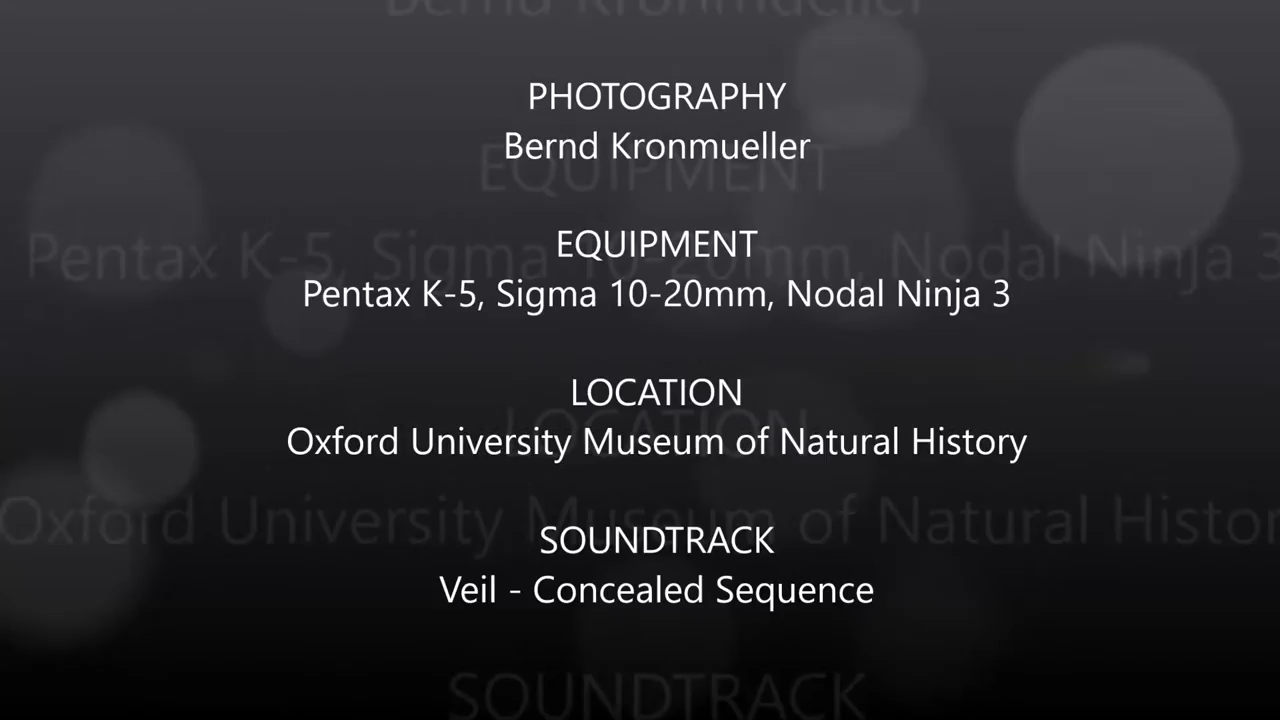 PHOTOGRAPHY
Bernd Kronmueller
EQUIPMENT
Pentax K-5, Sigma 10-20mm, Nodal Ninja 3
LOCATION
Oxford University Museum of Natural History
SOUNDTRACK
Veil - Concealed Sequence